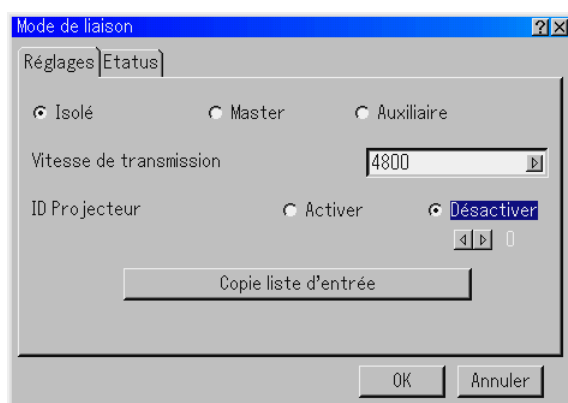 Mode de liaison
Réglages Etatus
Isolé Master Auxiliaire
Vitesse de transmission 4800
ID Projecteur Activer Désactiver
0
Copie liste d'entrée
OK Annuler